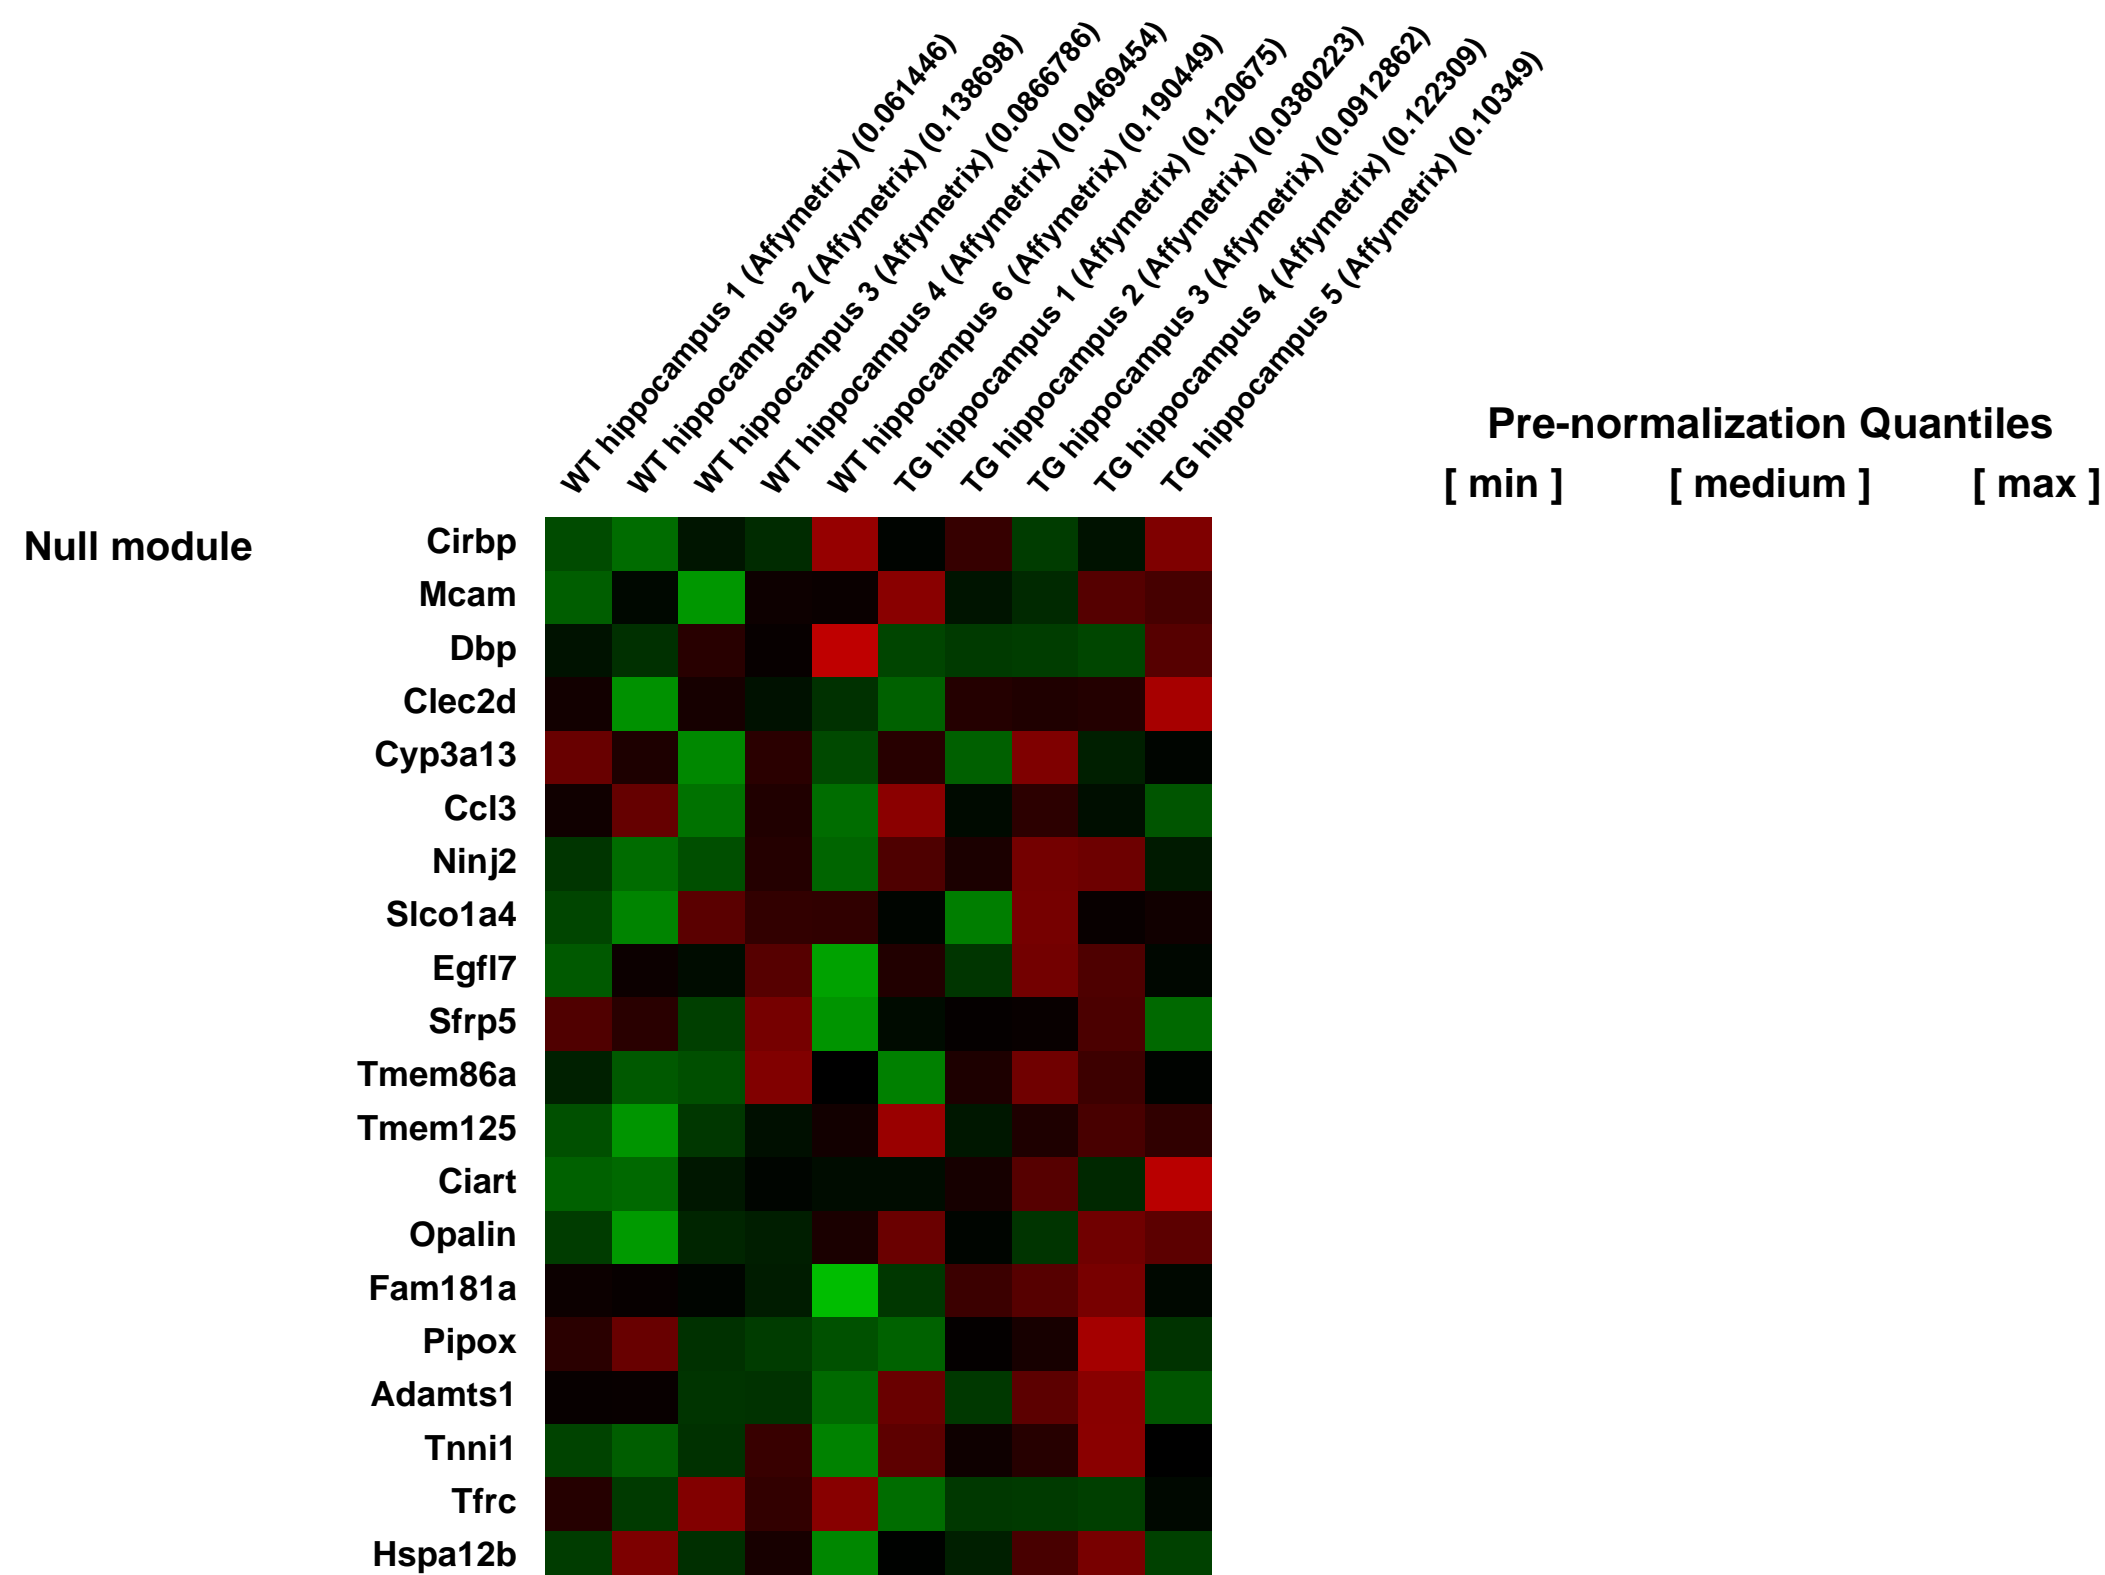 WT hippocampus 1 (Affymetrix) (0.061446)
WT hippocampus 2 (Affymetrix) (0.138698)
WT hippocampus 3 (Affymetrix) (0.0866786)
WT hippocampus 4 (Affymetrix) (0.0469454)
WT hippocampus 6 (Affymetrix) (0.190449)
TG hippocampus 1 (Affymetrix) (0.120675)
TG hippocampus 2 (Affymetrix) (0.0380223)
TG hippocampus 3 (Affymetrix) (0.0912862)
TG hippocampus 4 (Affymetrix) (0.122309)
TG hippocampus 5 (Affymetrix) (0.10349)
Pre-normalization Quantiles
[ min ] [ medium ] [ max ]
Null module
Cirbp
Mcam
Dbp
Clec2d
Cyp3a13
Ccl3
Ninj2
Slco1a4
Egfl7
Sfrp5
Tmem86a
Tmem125
Ciart
Opalin
Fam181a
Pipox
Adamts1
Tnni1
Tfrc
Hspa12b